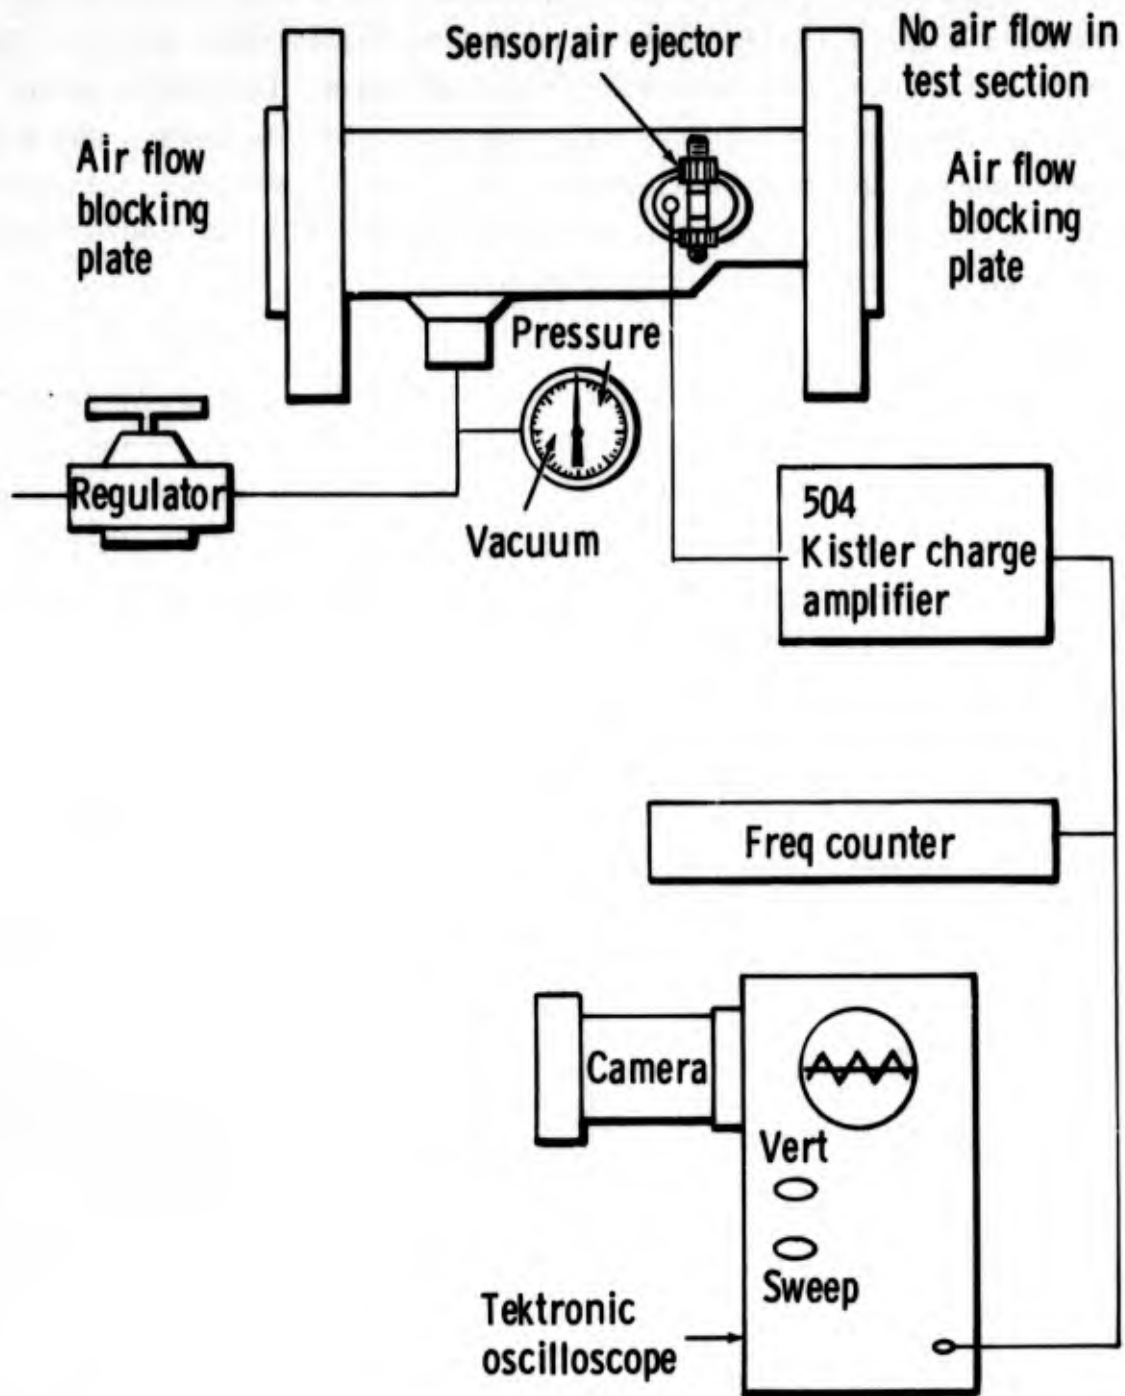 Sensor/air ejector
No air flow in
test section
Air flow
blocking
plate
Air flow
blocking
plate
Pressure
Regulator
Vacuum
504
Kistler charge
amplifier
Freq counter
Camera
Vert
Sweep
Tektronic
oscilloscope